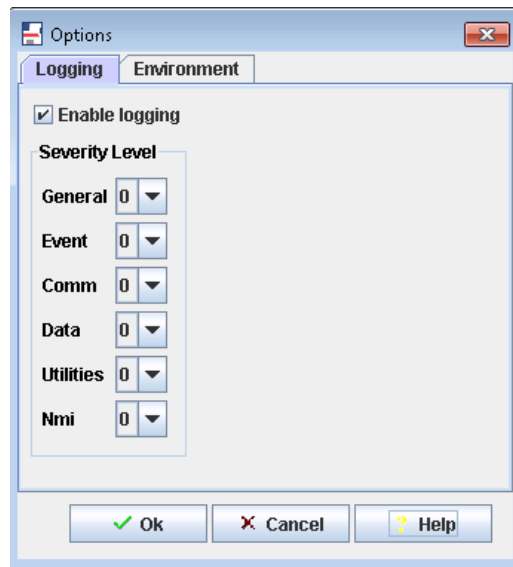 Options
Logging Environment
Enable logging
Severity Level
General 0
Event 0
Comm 0
Data 0
Utilities 0
Nmi 0
Ok Cancel ? Help